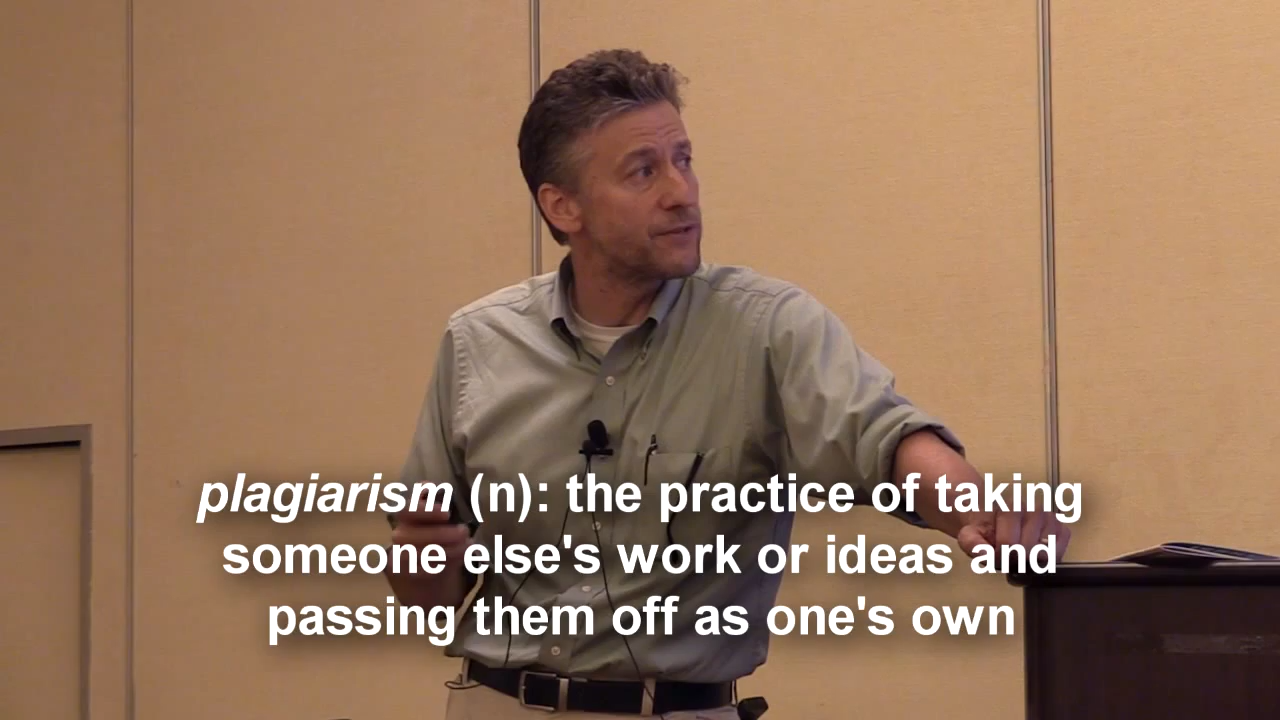 plagiarism (n): the practice of taking
someone else's work or ideas and
passing them off as one's own